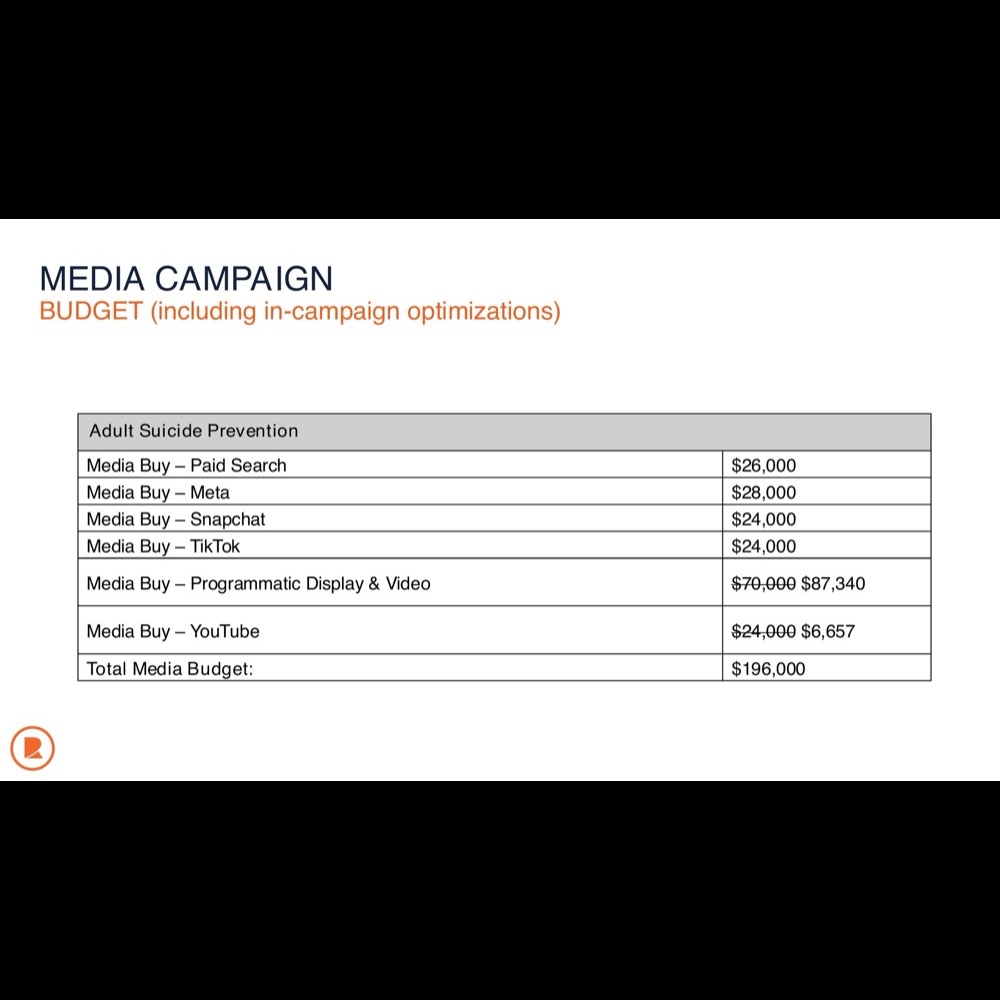 MEDIA CAMPAIGN
BUDGET (including in-campaign optimizations)
Adult Suicide Prevention
Media Buy – Paid Search $26,000
Media Buy – Meta $28,000
Media Buy – Snapchat $24,000
Media Buy – TikTok $24,000
Media Buy – Programmatic Display & Video $70,000 $87,340
Media Buy – YouTube $24,000 $6,657
Total Media Budget: $196,000